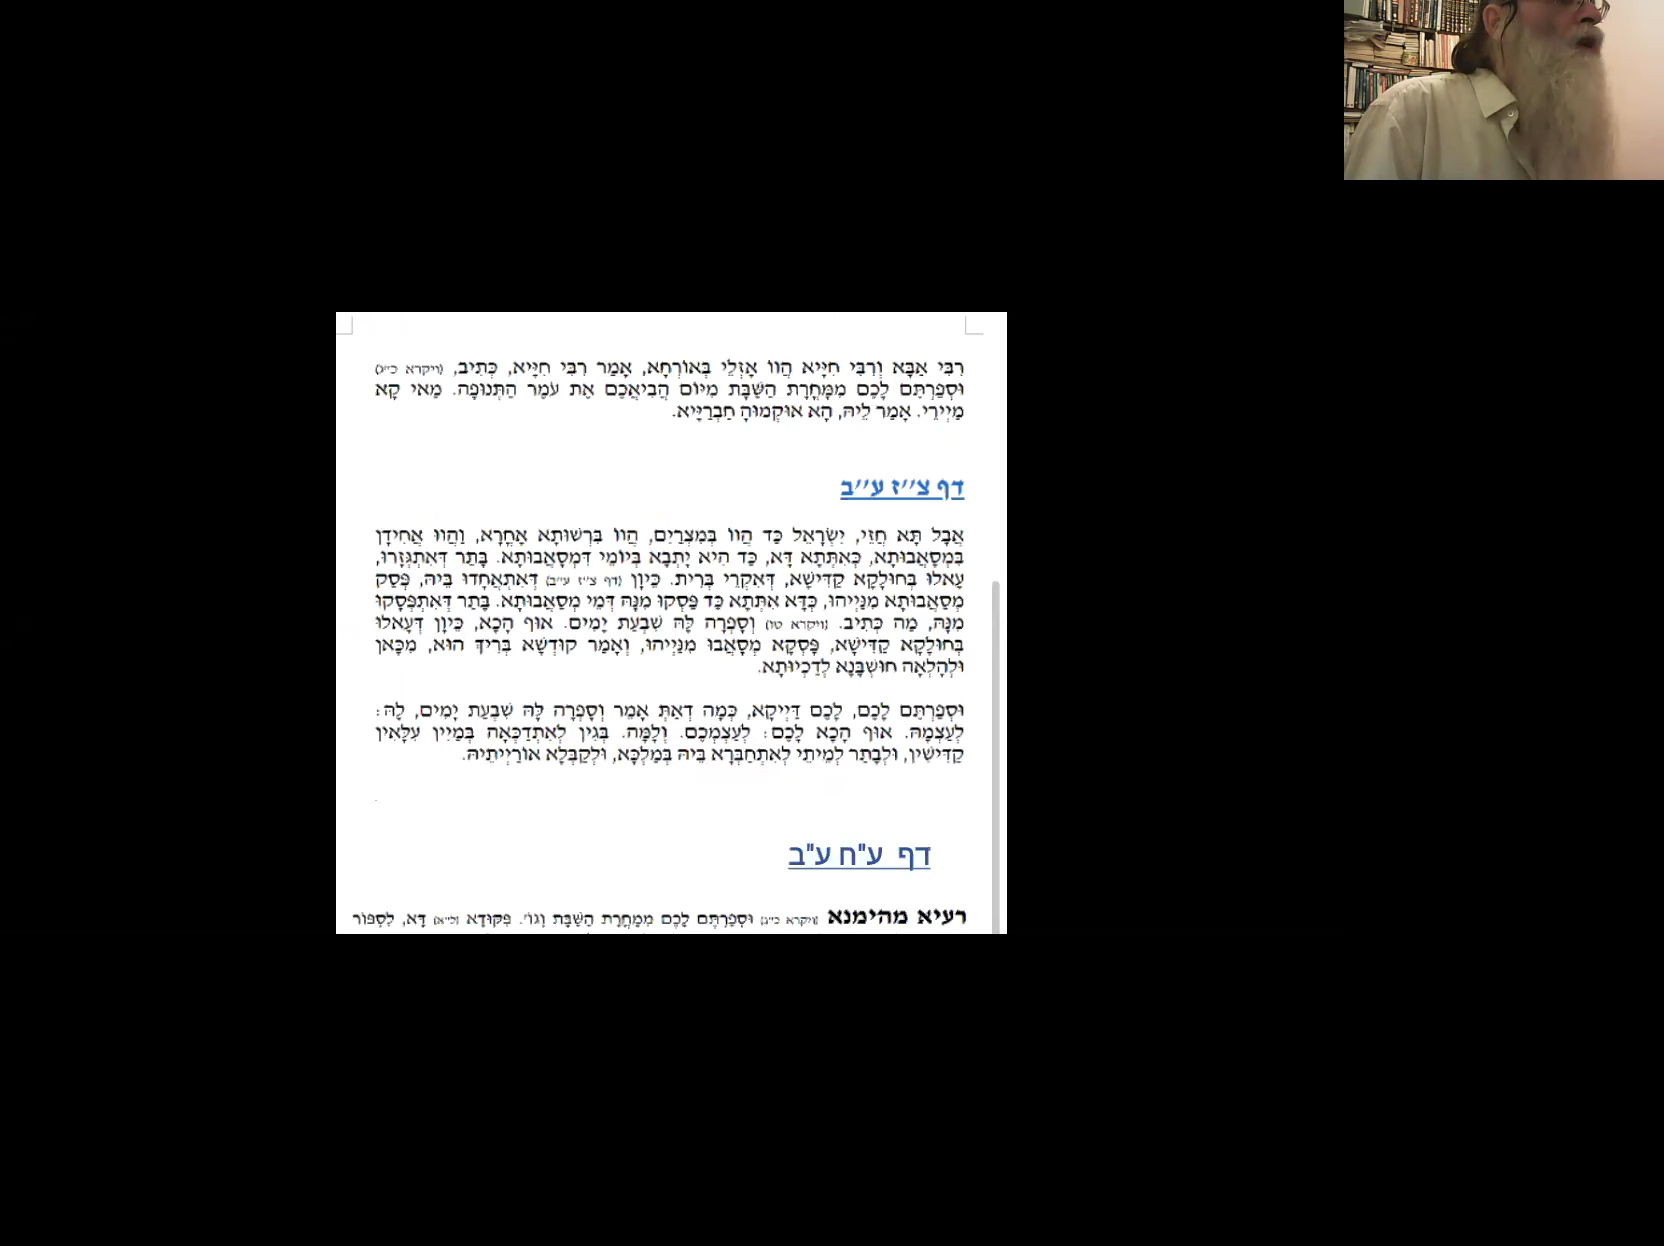 רִבִּי אַבָּא וְרִבִּי חִיָּיא הֲווֹ אָזְלֵי בְּאוֹרְחָא, אָמַר רִבִּי חִיָּיא, כְּתִיב, (ויקרא כ״ג)
וּסְפַרְתֶּם לָכֶם מִמָּחֳרַת הַשַּׁבָּת מִיּוֹם הֲבִיאֲכֶם אֶת עֹמֶר הַתְּנוּפָה. מַאי קָא
מַיְירֵי. אָמַר לֵיהּ, הָא אוּקְמוּהָ חַבְרַיָּיא.
דף צ״ז ע״ב
אֲבָל תָּא חֲזֵי, יִשְׂרָאֵל כַּד הֲווֹ בְּמִצְרַיִם, הֲווֹ בִּרְשׁוּתָא אָחֳרָא, וַהֲווּ אֲחִידָן
בִּמְסָאֲבוּתָא, כְּאִתְּתָא דָּא, כַּד הִיא יָתְבָא בְּיוֹמֵי דִּמְסָאֲבוּתָא. בָּתַר דְּאִתְגְּזָרוּ,
עָאלוּ בְּחוּלָקָא קַדִּישָׁא, דְּאִקְרֵי בְּרִית. כֵּיוָן (דף צ״ז ע״ב) דְּאִתְאֲחָדוּ בֵּיהּ, פָּסַק
מְסָאֲבוּתָא מִנַּיְיהוּ, כְּדָא אִתְּתָא כַּד פַּסְקוּ מִנָּהּ דְּמֵי מְסָאֲבוּתָא. בָּתַר דְּאִתְפְּסָקוּ
מִנָּהּ, מַה כְּתִיב. (ויקרא טו) וְסָפְרָה לָּהּ שִׁבְעַת יָמִים. אוּף הָכָא, כֵּיוָן דְּעָאלוּ
בְּחוּלָקָא קַדִּישָׁא, פָּסְקָא מְסָאֲבוּ מִנַּיְיהוּ, וְאָמַר קוּדְשָׁא בְּרִיךְ הוּא, מִכָּאן
וּלְהָלְאָה חוּשְׁבָּנָא לְדַכְיוּתָא.
וּסְפַרְתֶּם לָכֶם, לָכֶם דַּיְיקָא, כְּמָה דְאַתְּ אָמֵר וְסָפְרָה לָּהּ שִׁבְעַת יָמִים, לָהּ:
לְעַצְמָהּ. אוּף הָכָא לָכֶם: לְעַצְמְכֶם. וְלָמָּה. בְּגִין לְאִתְדַּכְּאָה בְּמַיִין עִלָּאִין
קַדִּישִׁין, וּלְבָתַר לְמֵיתֵי לְאִתְחַבְּרָא בֵּיהּ בְּמַלְכָּא, וּלְקַבְּלָא אוֹרַיְיתֵיהּ.
דף ע"ח ע"ב
רעיא מהימנא (ויקרא כ״ג) וּסְפַרְתֶּם לָכֶם מִמָּחֳרַת הַשַּׁבָּת וְגוֹ'. פִּקּוּדָא (ל״א) דָּא, לִסְפּוֹר